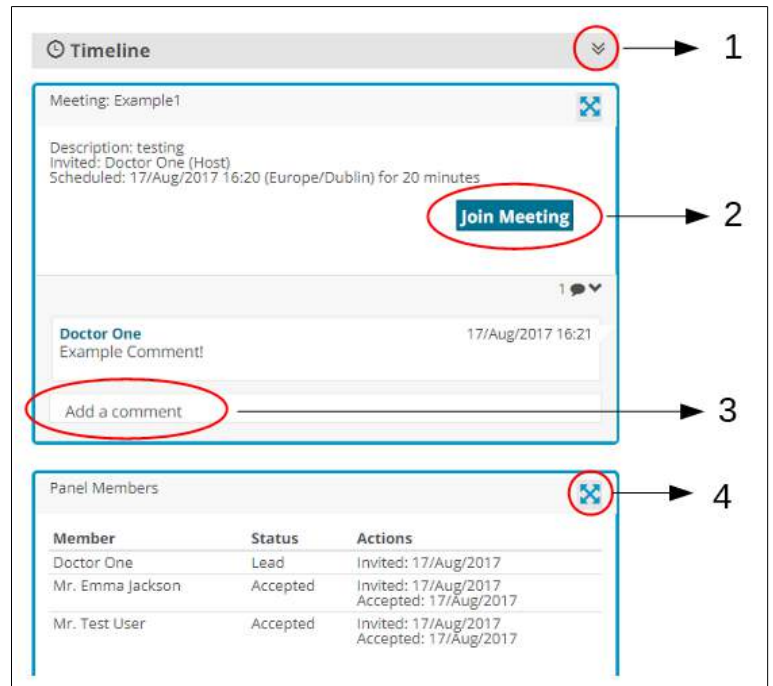 Timeline
1
Meeting: Example1
Description: testing
Invited: Doctor One (Host)
Scheduled: 17/Aug/2017 16:20 (Europe/Dublin) for 20 minutes
Join Meeting
2
1
Doctor One 17/Aug/2017 16:21
Example Comment!
Add a comment
3
Panel Members
4
Member Status Actions
Doctor One Lead Invited: 17/Aug/2017
Mr. Emma Jackson Accepted Invited: 17/Aug/2017
Accepted: 17/Aug/2017
Mr. Test User Accepted Invited: 17/Aug/2017
Accepted: 17/Aug/2017